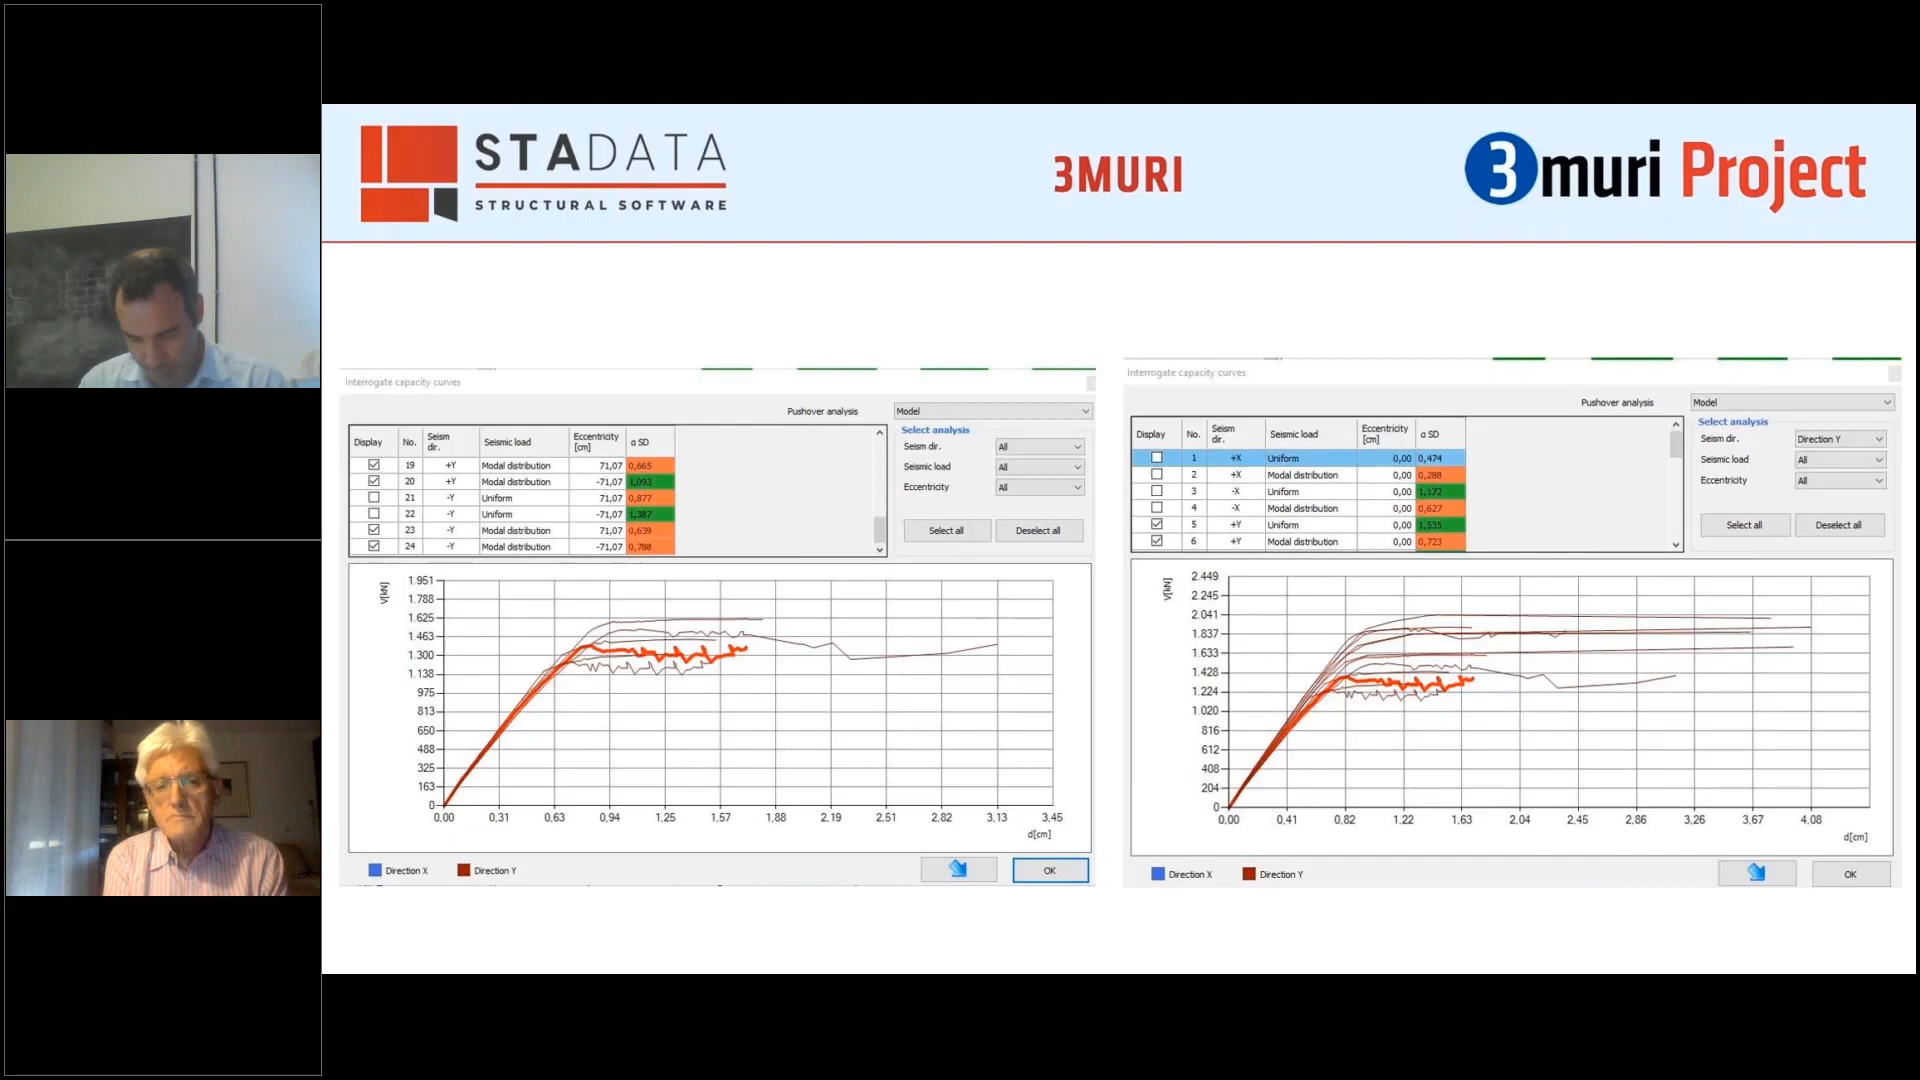 STADATA
STRUCTURAL SOFTWARE
3MURI
3muri Project
Interrogate capacity curves
Pushover analysis Model
Display No. Seism dir. Seismic load Eccentricity [cm] α SD
19 +Y Modal distribution 71,07 0,665
20 +Y Modal distribution -71,07 1,093
21 -Y Uniform 71,07 0,877
22 -Y Uniform -71,07 1,387
23 -Y Modal distribution 71,07 0,639
24 -Y Modal distribution -71,07 0,788
Select analysis
Seism dir. All
Seismic load All
Eccentricity All
Select all Deselect all
V[kN]
1.951
1.788
1.625
1.463
1.300
1.138
975
813
650
488
325
163
0
0,00 0,31 0,63 0,94 1,25 1,57 1,88 2,19 2,51 2,82 3,13 3,45
d[cm]
Direction X Direction Y OK
Interrogate capacity curves
Pushover analysis Model
Display No. Seism dir. Seismic load Eccentricity [cm] α SD
1 +X Uniform 0,00 0,474
2 +X Modal distribution 0,00 0,288
3 -X Uniform 0,00 1,172
4 -X Modal distribution 0,00 0,627
5 +Y Uniform 0,00 1,535
6 +Y Modal distribution 0,00 0,723
Select analysis
Seism dir. Direction Y
Seismic load All
Eccentricity All
Select all Deselect all
V[kN]
2.449
2.245
2.041
1.837
1.633
1.428
1.224
1.020
816
612
408
204
0
0,00 0,41 0,82 1,22 1,63 2,04 2,45 2,86 3,26 3,67 4,08
d[cm]
Direction X Direction Y OK